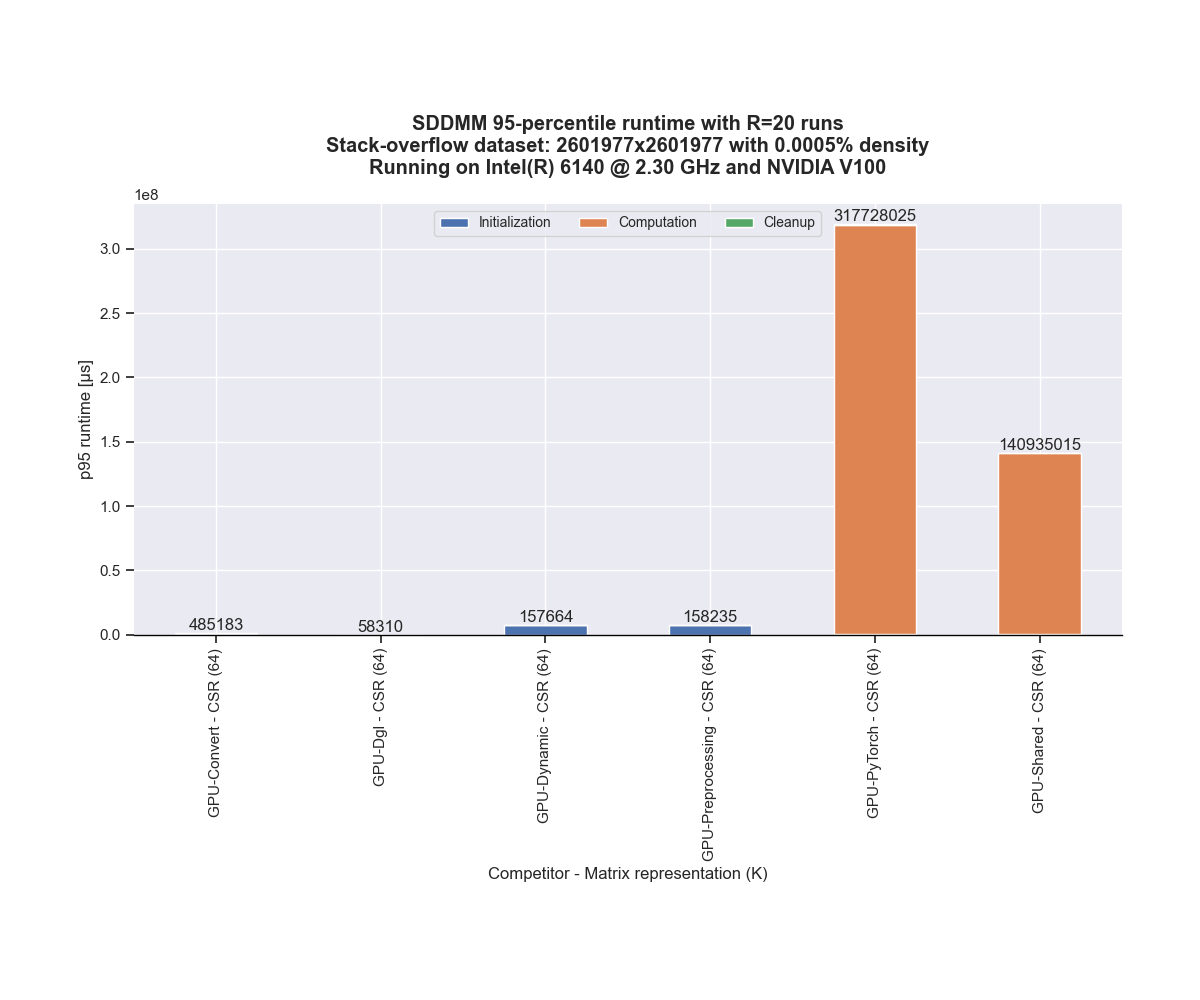 SDDMM 95-percentile runtime with R=20 runs
Stack-overflow dataset: 2601977x2601977 with 0.0005% density
Running on Intel(R) 6140 @ 2.30 GHz and NVIDIA V100
1e8
Initialization
Computation
Cleanup
317728025
140935015
485183
58310
157664
158235
3.0
2.5
2.0
1.5
1.0
0.5
0.0
p95 runtime [µs]
GPU-Convert - CSR (64)
GPU-Dgl - CSR (64)
GPU-Dynamic - CSR (64)
GPU-Preprocessing - CSR (64)
GPU-PyTorch - CSR (64)
GPU-Shared - CSR (64)
Competitor - Matrix representation (K)